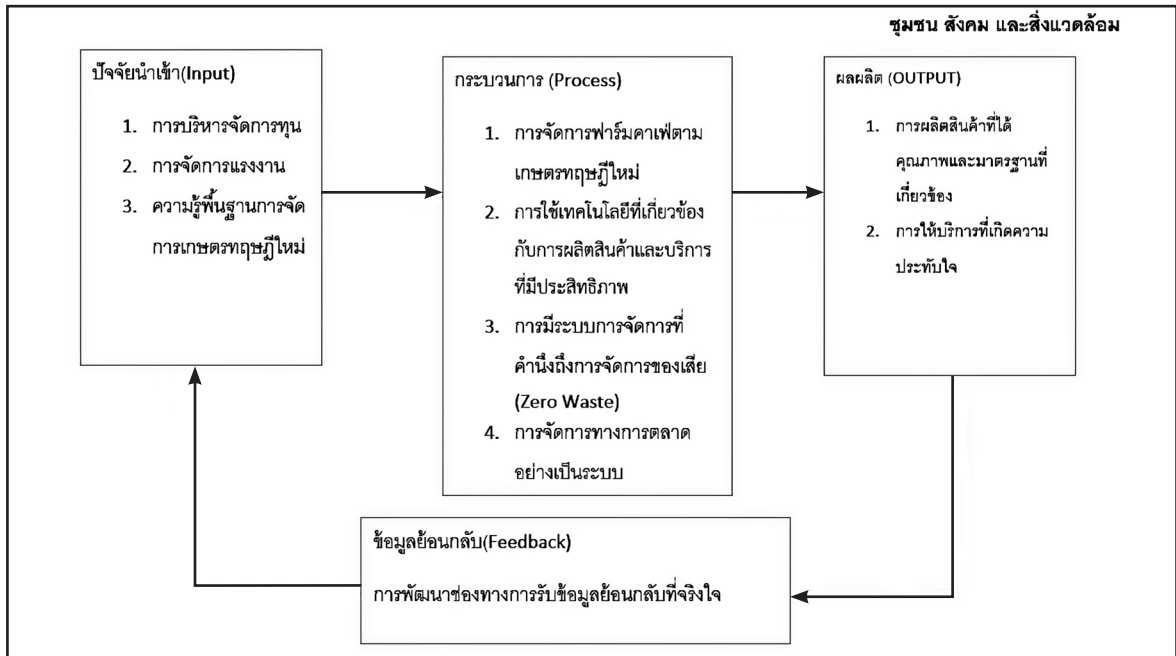 ชุมชน สังคม และสิ่งแวดล้อม
ปัจจัยนำเข้า(Input)
1. การบริหารจัดการทุน
2. การจัดการแรงงาน
3. ความรู้พื้นฐานการจัด
การเกษตรทฤษฎีใหม่
กระบวนการ (Process)
1. การจัดการฟาร์มคาเฟ่ตาม
เกษตรทฤษฎีใหม่
2. การใช้เทคโนโลยีที่เกี่ยวข้อง
กับการผลิตสินค้าและบริการ
ที่มีประสิทธิภาพ
3. การมีระบบการจัดการที่
คำนึงถึงการจัดการของเสีย
(Zero Waste)
4. การจัดการทางการตลาด
อย่างเป็นระบบ
ผลผลิต (OUTPUT)
1. การผลิตสินค้าที่ได้
คุณภาพและมาตรฐานที่
เกี่ยวข้อง
2. การให้บริการที่เกิดความ
ประทับใจ
ข้อมูลย้อนกลับ(Feedback)
การพัฒนาช่องทางการรับข้อมูลย้อนกลับที่จริงใจ